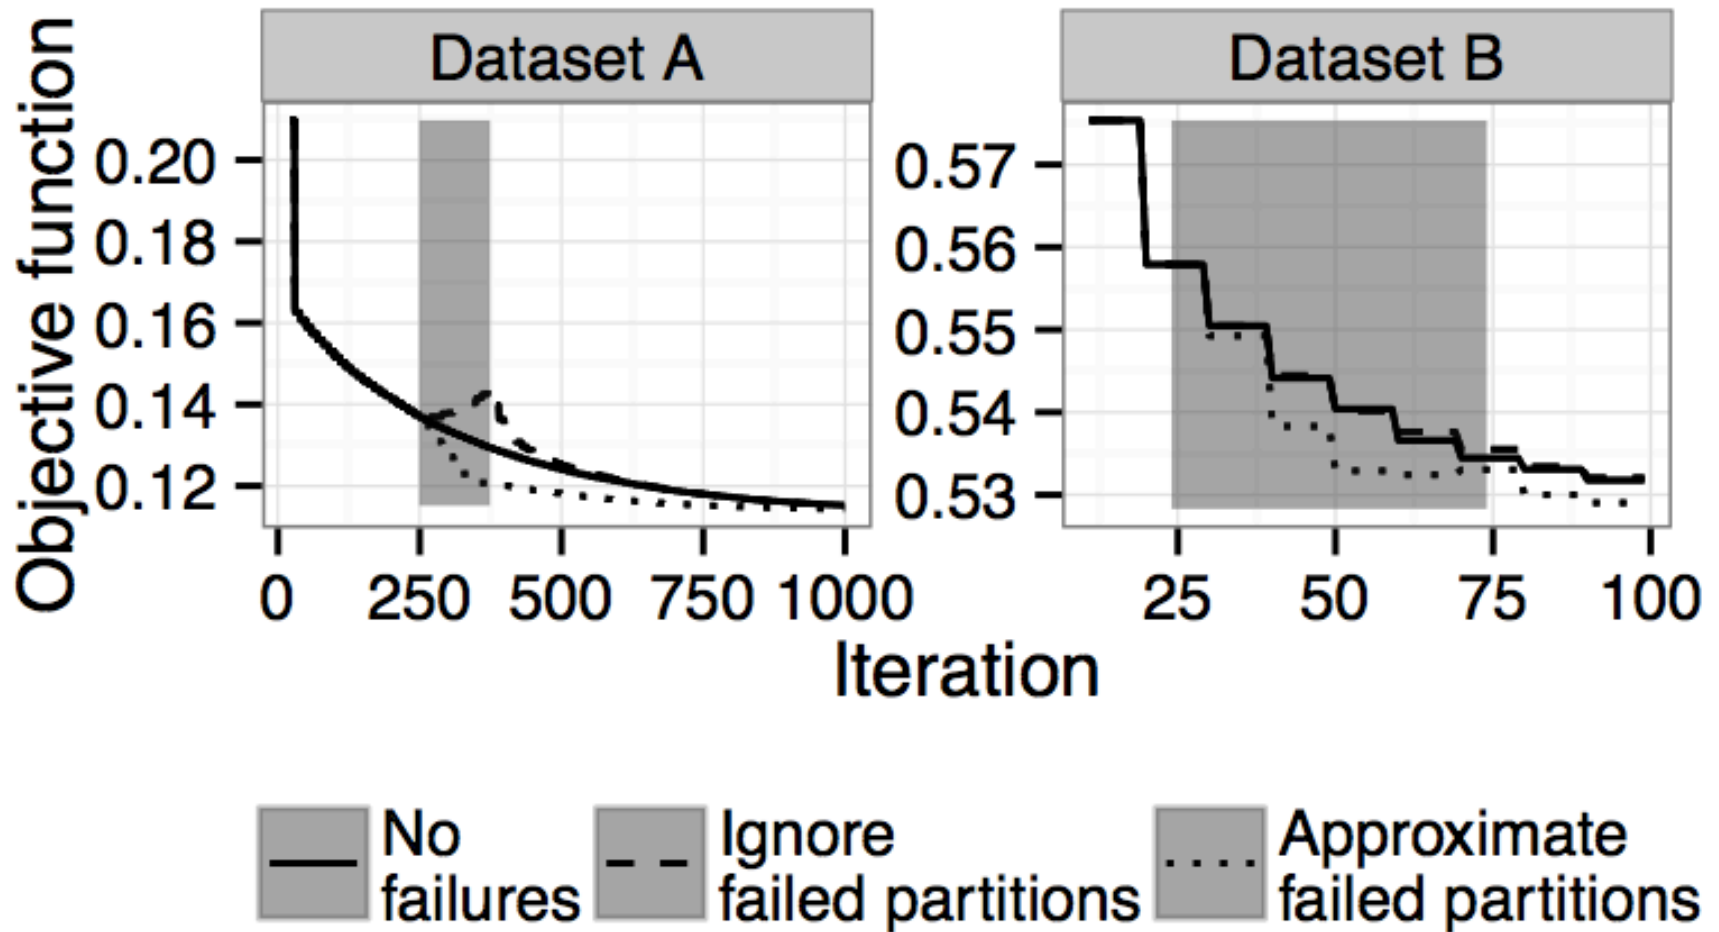 Dataset A
Dataset B
Objective function
0.20
0.18
0.16
0.14
0.12
0.57
0.56
0.55
0.54
0.53
0 250 500 750 1000
25 50 75 100
Iteration
No
failures
Ignore
failed partitions
Approximate
failed partitions